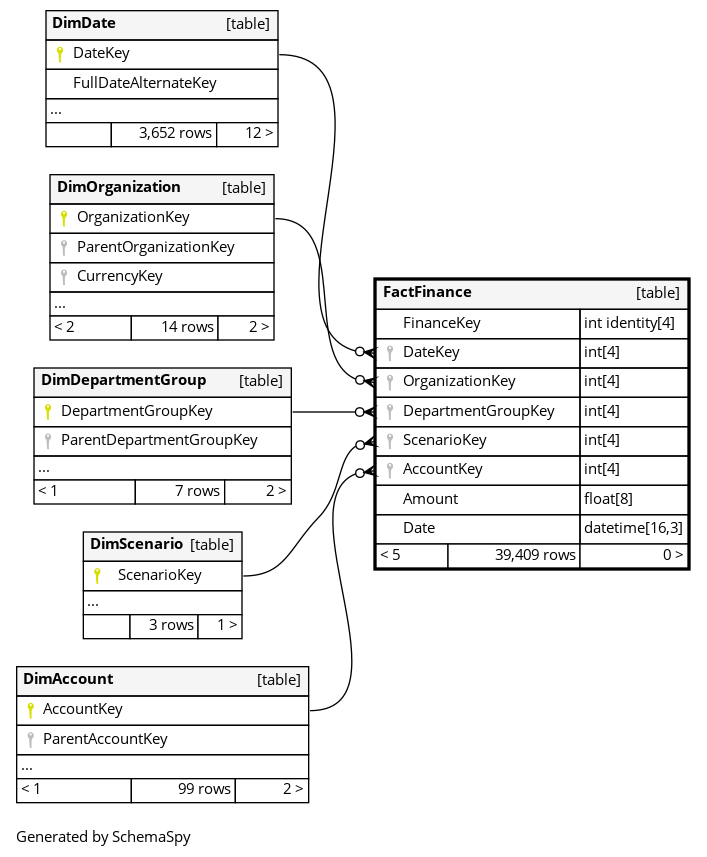 DimDate [table]
DateKey
FullDateAlternateKey
...
3,652 rows 12 >
DimOrganization [table]
OrganizationKey
ParentOrganizationKey
CurrencyKey
...
< 2 14 rows 2 >
DimDepartmentGroup [table]
DepartmentGroupKey
ParentDepartmentGroupKey
...
< 1 7 rows 2 >
DimScenario [table]
ScenarioKey
...
3 rows 1 >
DimAccount [table]
AccountKey
ParentAccountKey
...
< 1 99 rows 2 >
FactFinance [table]
FinanceKey int identity[4]
DateKey int[4]
OrganizationKey int[4]
DepartmentGroupKey int[4]
ScenarioKey int[4]
AccountKey int[4]
Amount float[8]
Date datetime[16,3]
< 5 39,409 rows 0 >
Generated by SchemaSpy